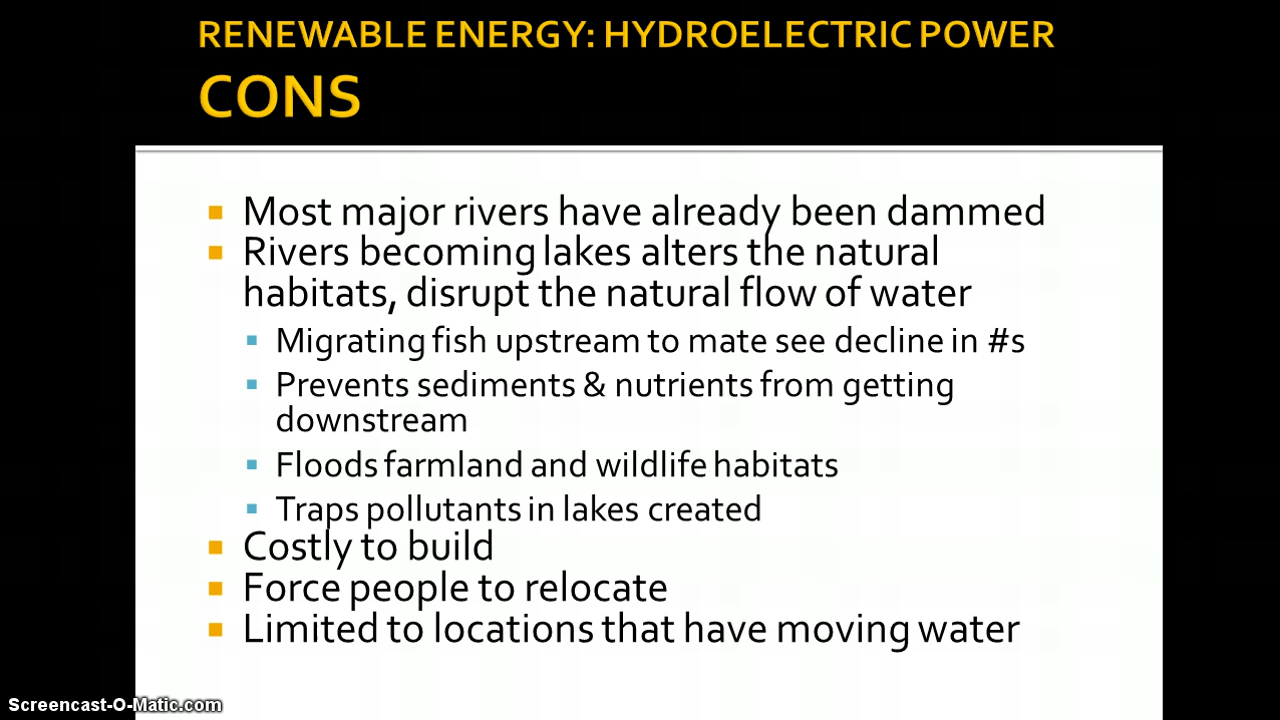 RENEWABLE ENERGY: HYDROELECTRIC POWER
CONS
Most major rivers have already been dammed
Rivers becoming lakes alters the natural
habitats, disrupt the natural flow of water
Migrating fish upstream to mate see decline in #s
Prevents sediments & nutrients from getting
downstream
Floods farmland and wildlife habitats
Traps pollutants in lakes created
Costly to build
Force people to relocate
Limited to locations that have moving water
Screencast-O-Matic.com